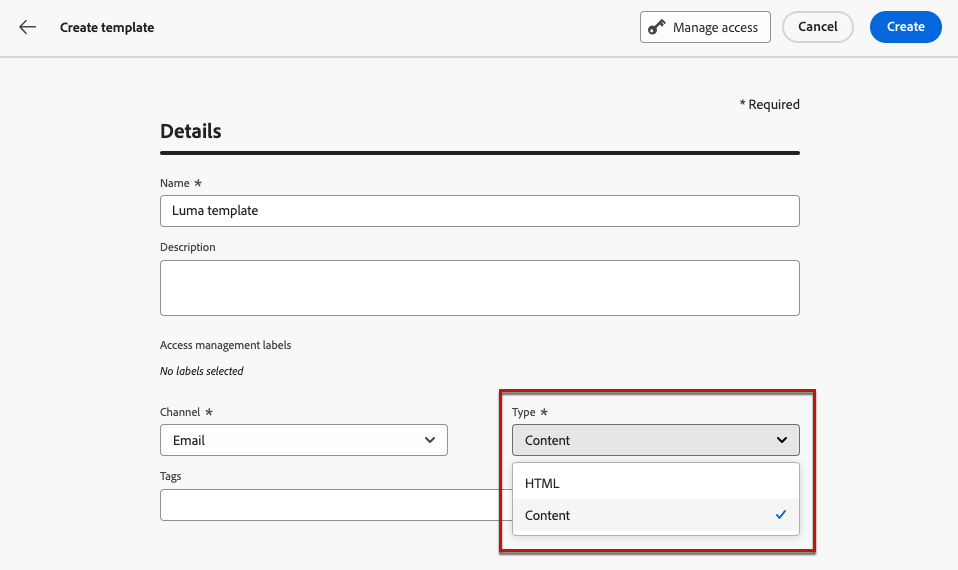 Create template
Manage access
Cancel
Create
* Required
Details
Name *
Luma template
Description
Access management labels
No labels selected
Channel *
Type *
Email
Content
Tags
HTML
Content